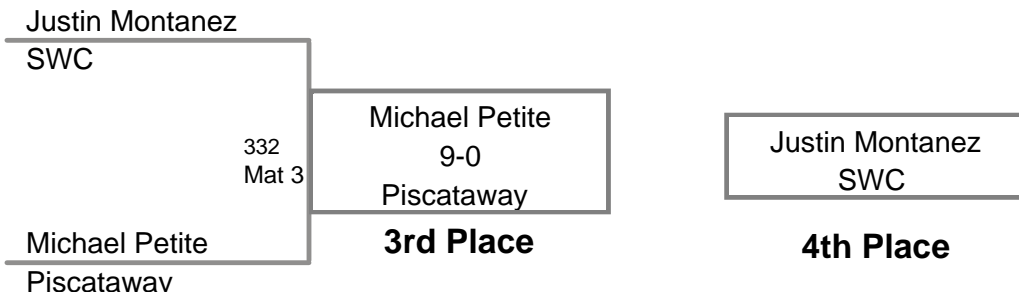 Justin Montanez
SWC
332
Mat 3
Michael Petite
9-0
Piscataway
3rd Place
Michael Petite
Piscataway
Justin Montanez
SWC
4th Place